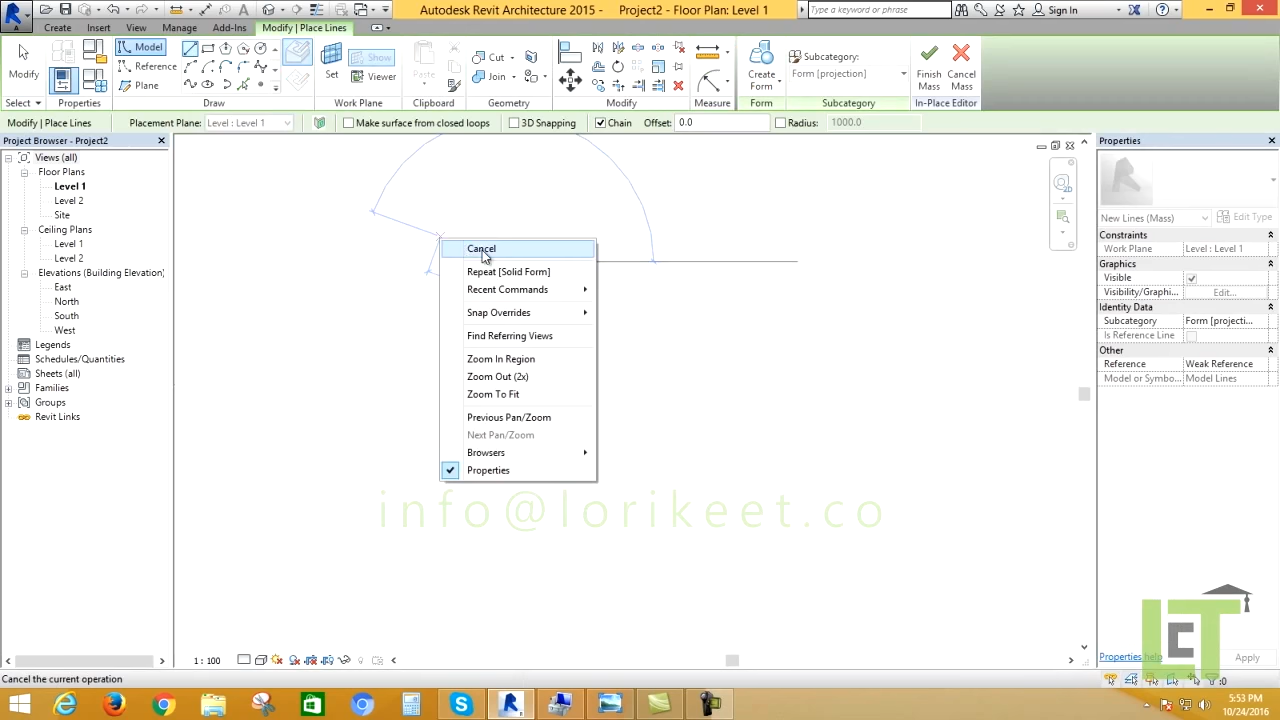 Autodesk Revit Architecture 2015 - Project2 - Floor Plan: Level 1
Type a keyword or phrase
Sign In
Create
Insert
View
Manage
Add-Ins
Modify | Place Lines
Modify
Model
Reference
Plane
Set
Show
Viewer
Paste
Cut
Join
Create Form
Subcategory:
Form [projection]
Finish Mass
Cancel Mass
Select
Properties
Draw
Work Plane
Clipboard
Geometry
Modify
Measure
Form
Subcategory
In-Place Editor
Modify | Place Lines
Placement Plane:
Level : Level 1
Make surface from closed loops
3D Snapping
Chain
Offset:
0.0
Radius:
1000.0
Project Browser - Project2
Views (all)
Floor Plans
Level 1
Level 2
Site
Ceiling Plans
Level 1
Level 2
Elevations (Building Elevation)
East
North
South
West
Legends
Schedules/Quantities
Sheets (all)
Families
Groups
Revit Links
Cancel
Repeat [Solid Form]
Recent Commands
Snap Overrides
Find Referring Views
Zoom In Region
Zoom Out (2x)
Zoom To Fit
Previous Pan/Zoom
Next Pan/Zoom
Browsers
Properties
info@lorikeet.co
Properties
New Lines (Mass)
Edit Type
Constraints
Work Plane
Level : Level 1
Graphics
Visible
Visibility/Graphi...
Edit...
Identity Data
Subcategory
Form [projecti...
Is Reference Line
Other
Reference
Weak Reference
Model or Symbo...
Model Lines
Properties help
Apply
LCT
1 : 100
Cancel the current operation
:0
5:53 PM
10/24/2016